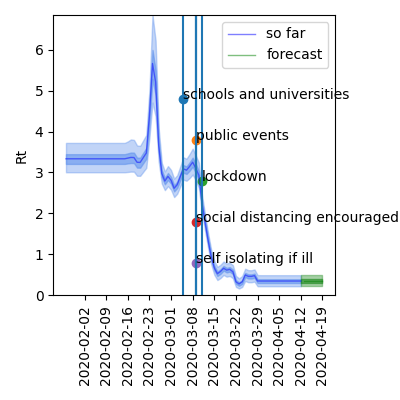 so far
forecast
6
5
4
3
2
1
0
Rt
schools and universities
public events
lockdown
social distancing encouraged
self isolating if ill
2020-02-02
2020-02-09
2020-02-16
2020-02-23
2020-03-01
2020-03-08
2020-03-15
2020-03-22
2020-03-29
2020-04-05
2020-04-12
2020-04-19